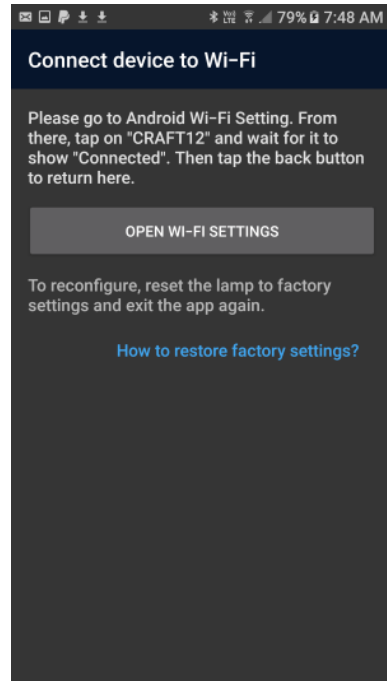 VoD LTE 79% 7:48 AM
Connect device to Wi-Fi
Please go to Android Wi-Fi Setting. From
there, tap on "CRAFT12" and wait for it to
show "Connected". Then tap the back button
to return here.
OPEN WI-FI SETTINGS
To reconfigure, reset the lamp to factory
settings and exit the app again.
How to restore factory settings?